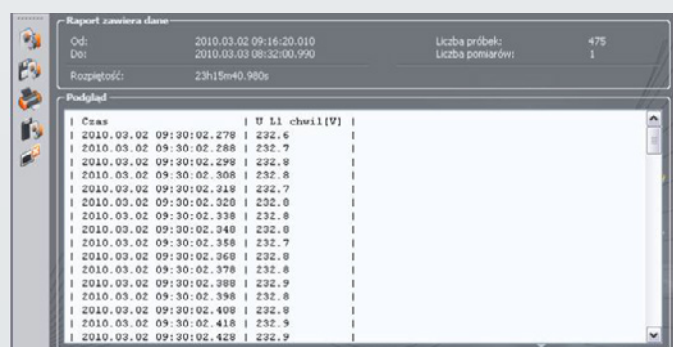 Raport zawiera dane
Od: 2010.03.02 09:16:20.010 Liczba próbek: 475
Do: 2010.03.03 08:32:00.990 Liczba pomiarów: 1
Rozpiętość: 23h15m40.980s
Podgląd
| Czas | U L1 chwil[V] |
| 2010.03.02 09:30:02.278 | 232.6 |
| 2010.03.02 09:30:02.288 | 232.7 |
| 2010.03.02 09:30:02.298 | 232.8 |
| 2010.03.02 09:30:02.308 | 232.8 |
| 2010.03.02 09:30:02.318 | 232.7 |
| 2010.03.02 09:30:02.328 | 232.8 |
| 2010.03.02 09:30:02.338 | 232.8 |
| 2010.03.02 09:30:02.348 | 232.8 |
| 2010.03.02 09:30:02.358 | 232.7 |
| 2010.03.02 09:30:02.368 | 232.8 |
| 2010.03.02 09:30:02.378 | 232.8 |
| 2010.03.02 09:30:02.388 | 232.9 |
| 2010.03.02 09:30:02.398 | 232.8 |
| 2010.03.02 09:30:02.408 | 232.8 |
| 2010.03.02 09:30:02.418 | 232.9 |
| 2010.03.02 09:30:02.428 | 232.9 |